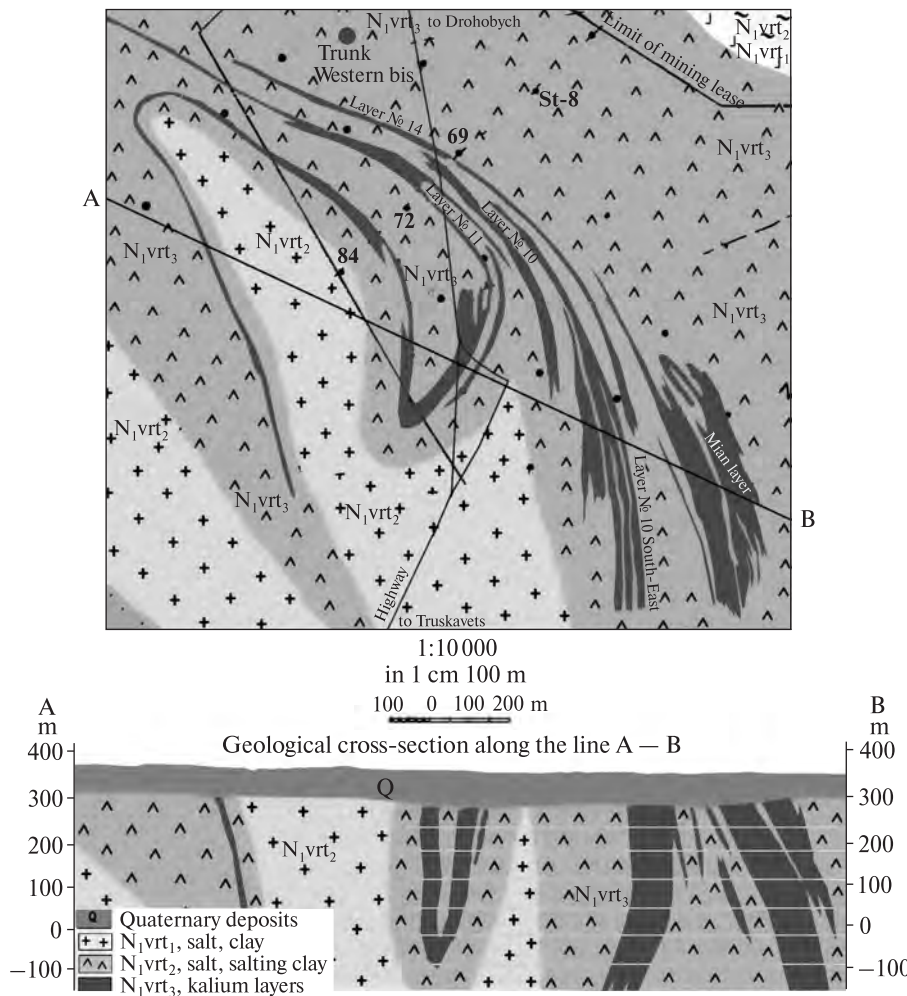 N₁vrt₃ to Drohobych
N₁vrt₂
N₁vrt₁
Trunk
Western bis
Limit of mining lease
St-8
Layer № 14
69
N₁vrt₃
A
72
Layer № 11
Layer № 10
N₁vrt₃
N₁vrt₂
84
N₁vrt₃
N₁vrt₃
N₁vrt₂
Mian layer
N₁vrt₃
N₁vrt₂
Layer № 10 South-East
B
Highway
to Truskavets
1:10 000
in 1 cm 100 m
100 0 100 200 m
A
m
B
m
Geological cross-section along the line A — B
400
300
200
100
0
−100
400
300
200
100
0
−100
Q
N₁vrt₂
N₁vrt₃
Q Quaternary deposits
N₁vrt₁, salt, clay
N₁vrt₂, salt, salting clay
N₁vrt₃, kalium layers